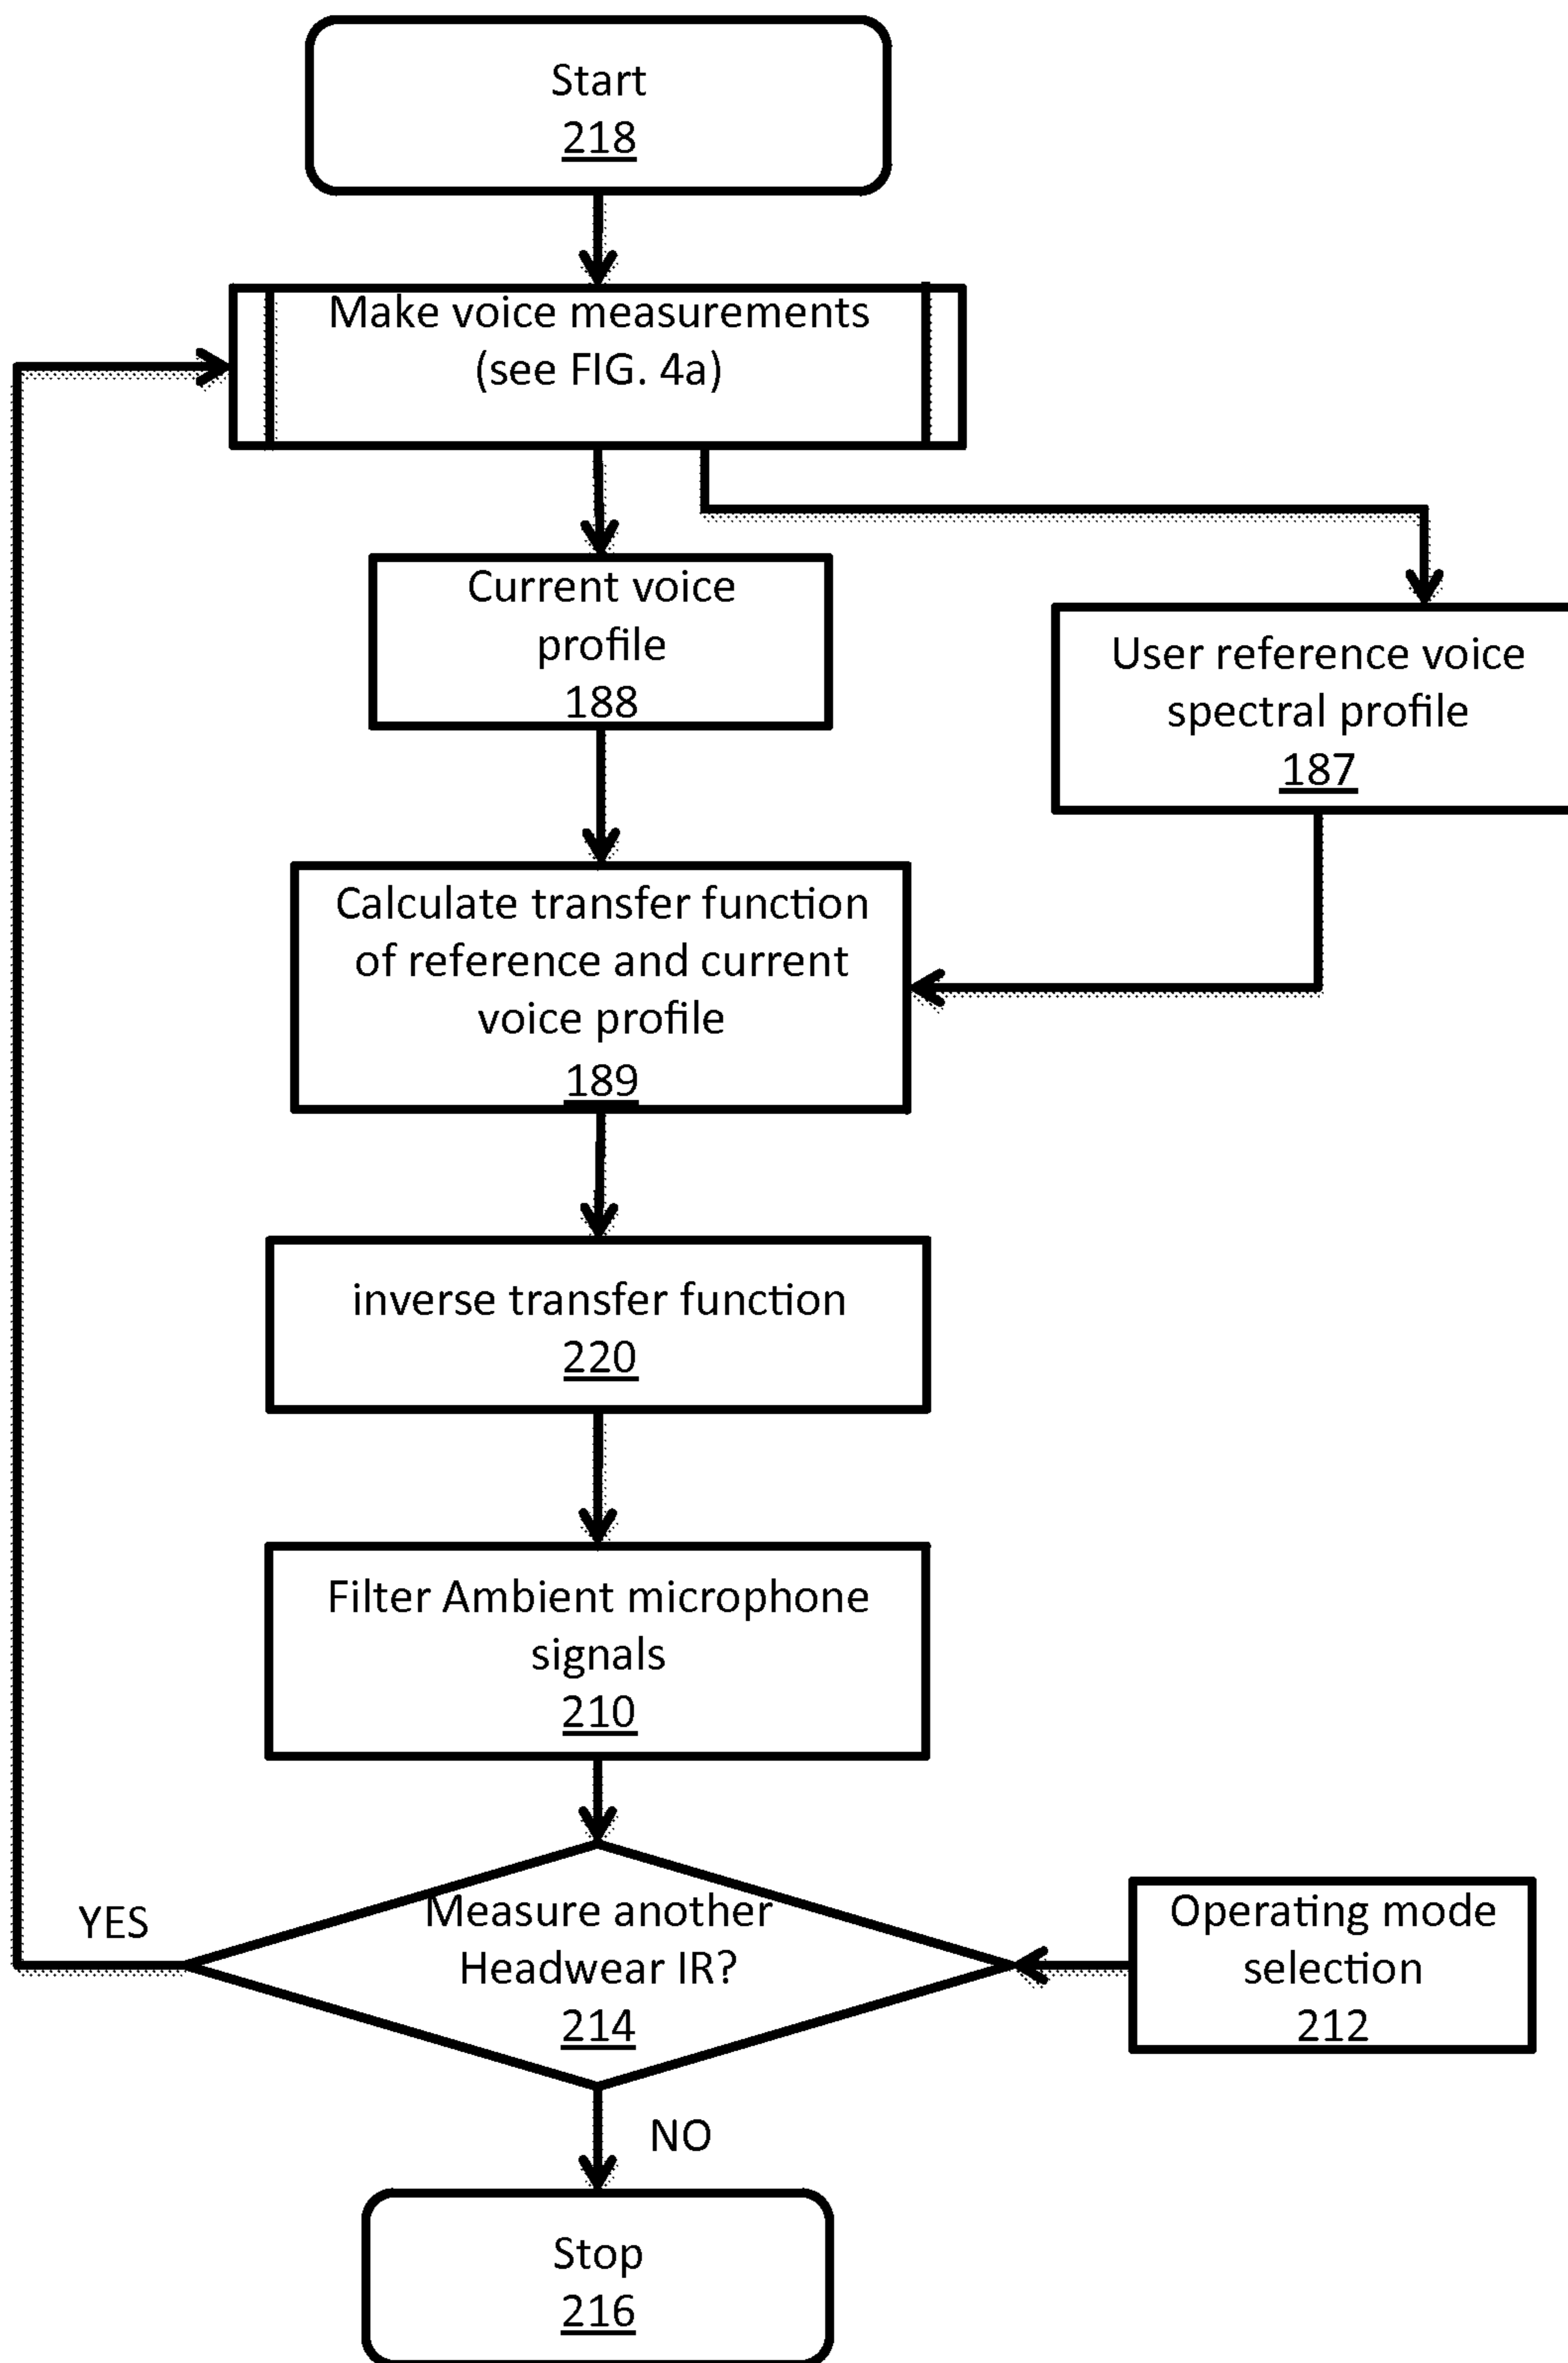 Start
218
Make voice measurements
(see FIG. 4a)
Current voice
profile
188
User reference voice
spectral profile
187
Calculate transfer function
of reference and current
voice profile
189
inverse transfer function
220
Filter Ambient microphone
signals
210
Measure another
Headwear IR?
214
YES
Operating mode
selection
212
NO
Stop
216